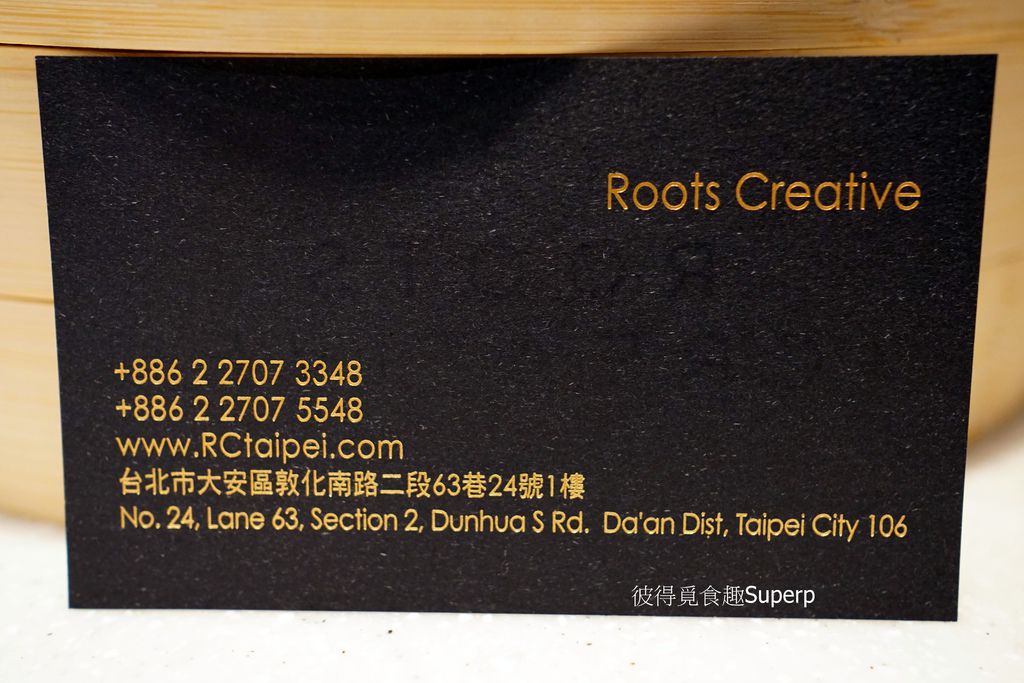 Roots Creative
+886 2 2707 3348
+886 2 2707 5548
www.RCtaipei.com
台北市大安區敦化南路二段63巷24號1樓
No. 24, Lane 63, Section 2, Dunhua S Rd. Da'an Dist, Taipei City 106
彼得覓食趣Superp